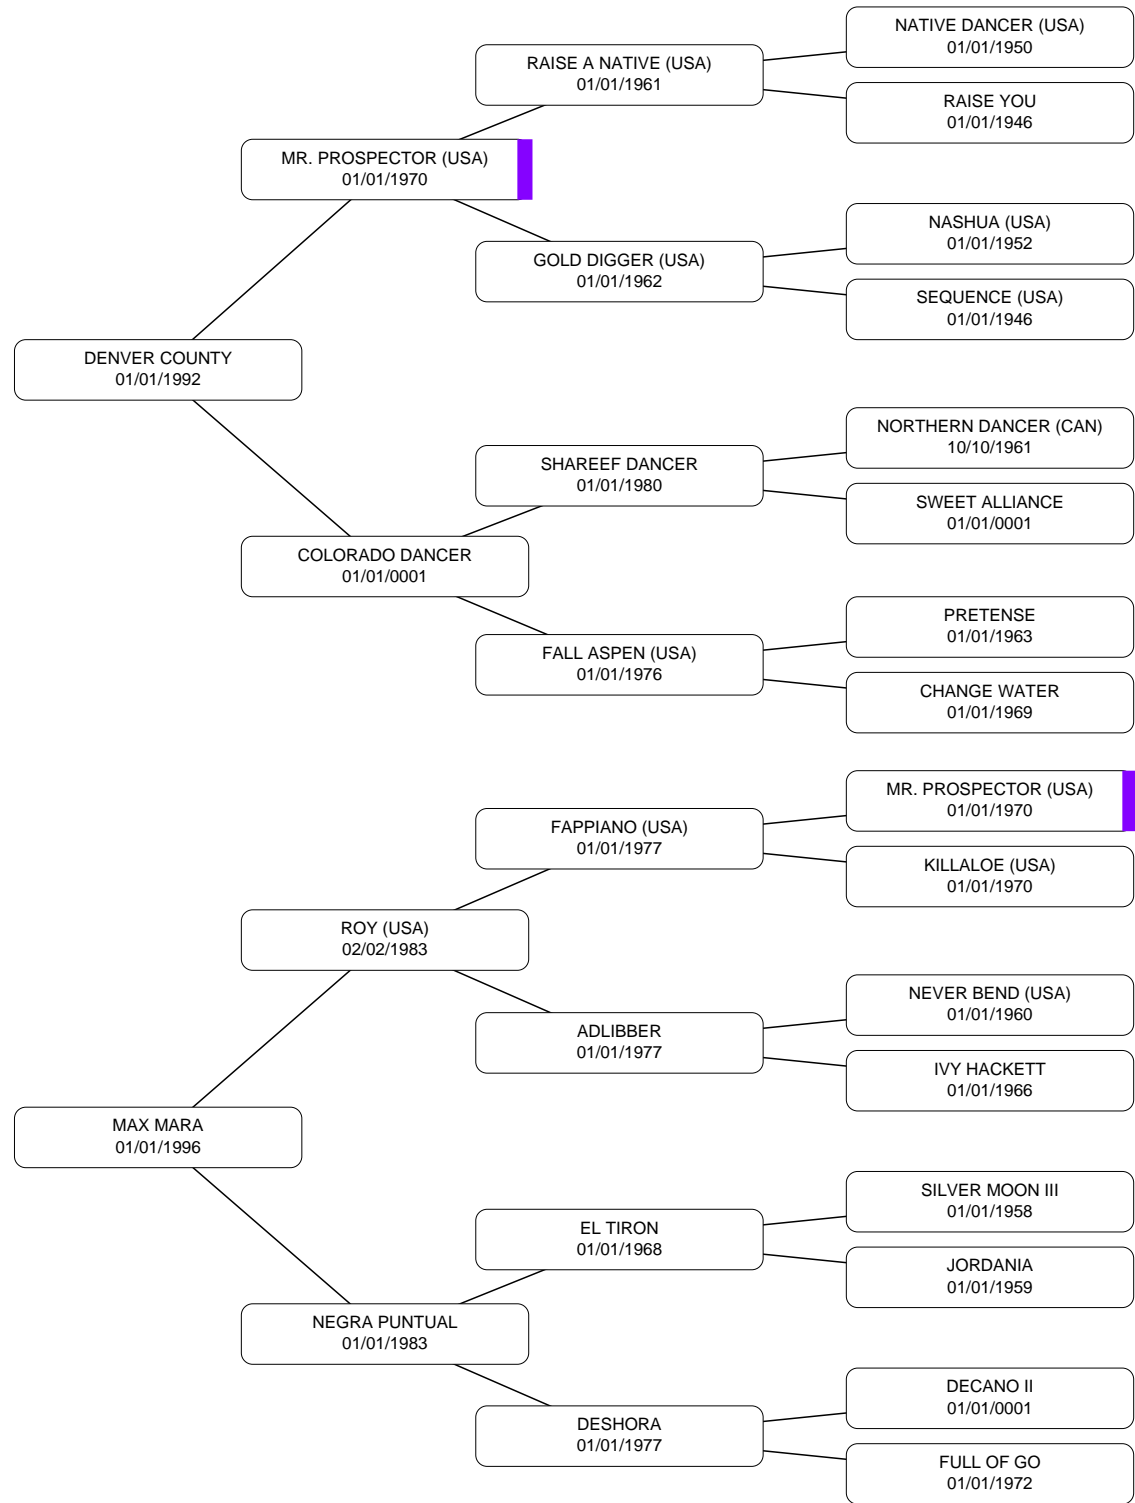 NATIVE DANCER (USA)
01/01/1950
RAISE A NATIVE (USA)
01/01/1961
RAISE YOU
01/01/1946
MR. PROSPECTOR (USA)
01/01/1970
NASHUA (USA)
01/01/1952
GOLD DIGGER (USA)
01/01/1962
SEQUENCE (USA)
01/01/1946
DENVER COUNTY
01/01/1992
NORTHERN DANCER (CAN)
10/10/1961
SHAREEF DANCER
01/01/1980
SWEET ALLIANCE
01/01/0001
COLORADO DANCER
01/01/0001
PRETENSE
01/01/1963
FALL ASPEN (USA)
01/01/1976
CHANGE WATER
01/01/1969
MR. PROSPECTOR (USA)
01/01/1970
FAPPIANO (USA)
01/01/1977
KILLALOE (USA)
01/01/1970
ROY (USA)
02/02/1983
NEVER BEND (USA)
01/01/1960
ADLIBBER
01/01/1977
IVY HACKETT
01/01/1966
MAX MARA
01/01/1996
SILVER MOON III
01/01/1958
EL TIRON
01/01/1968
JORDANIA
01/01/1959
NEGRA PUNTUAL
01/01/1983
DECANO II
01/01/0001
DESHORA
01/01/1977
FULL OF GO
01/01/1972